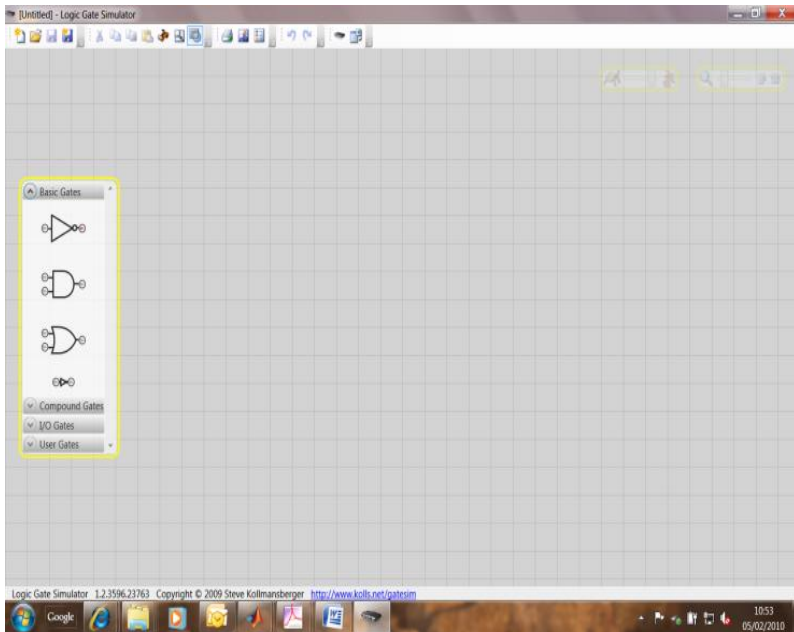 [Untitled] - Logic Gate Simulator
Basic Gates
Compound Gates
I/O Gates
User Gates
Logic Gate Simulator 1.2.3596.23763 Copyright © 2009 Steve Kollmansberger http://www.kolls.net/gatesim
Google
10:53
05/02/2010